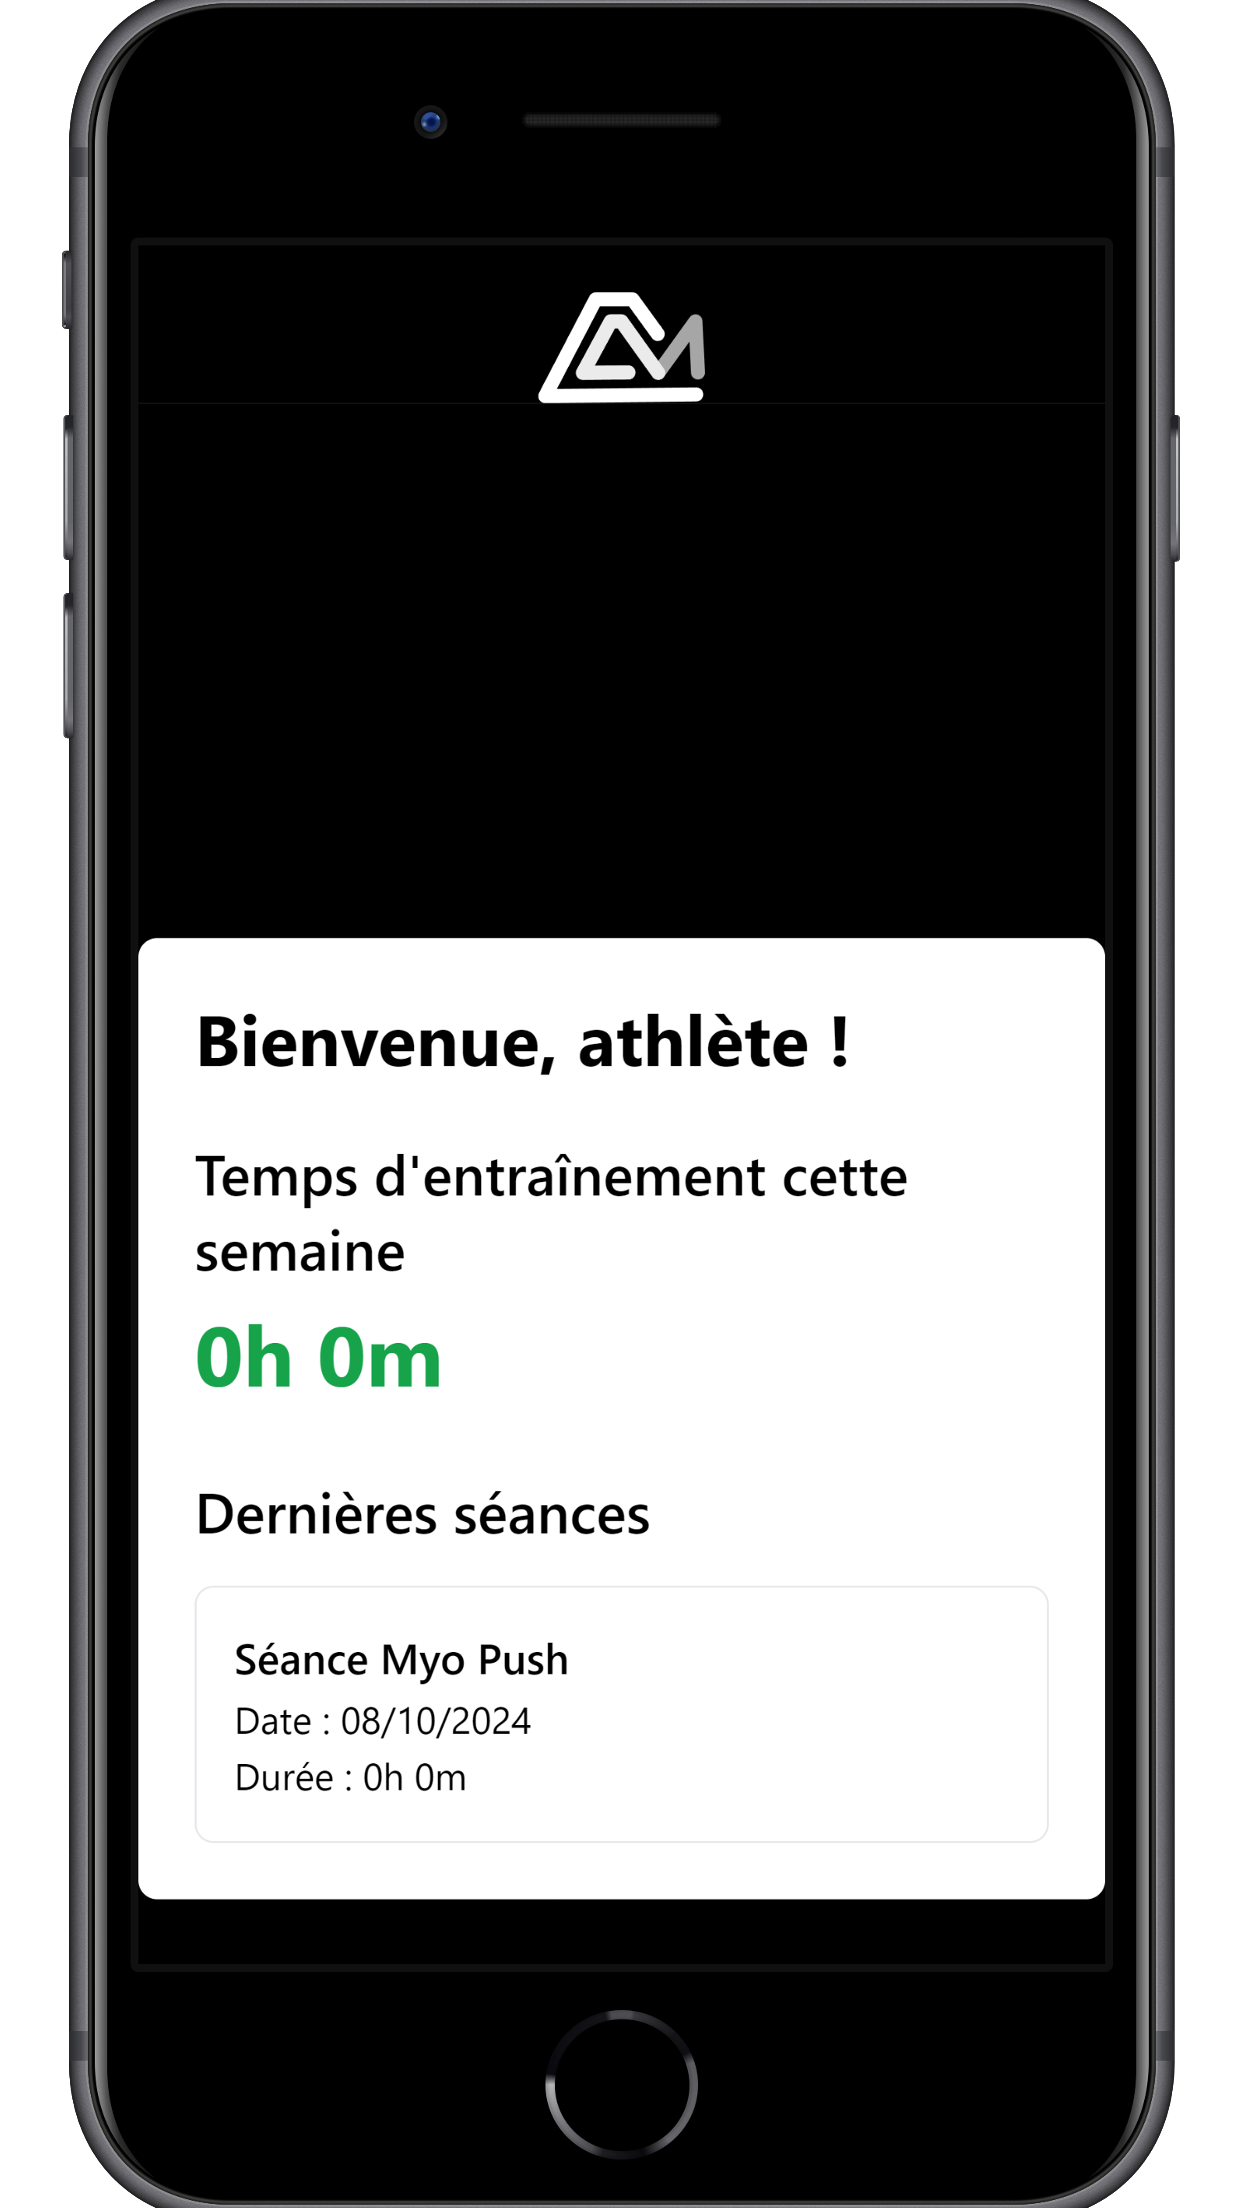 Bienvenue, athlète !
Temps d'entraînement cette
semaine
0h 0m
Dernières séances
Séance Myo Push
Date : 08/10/2024
Durée : 0h 0m